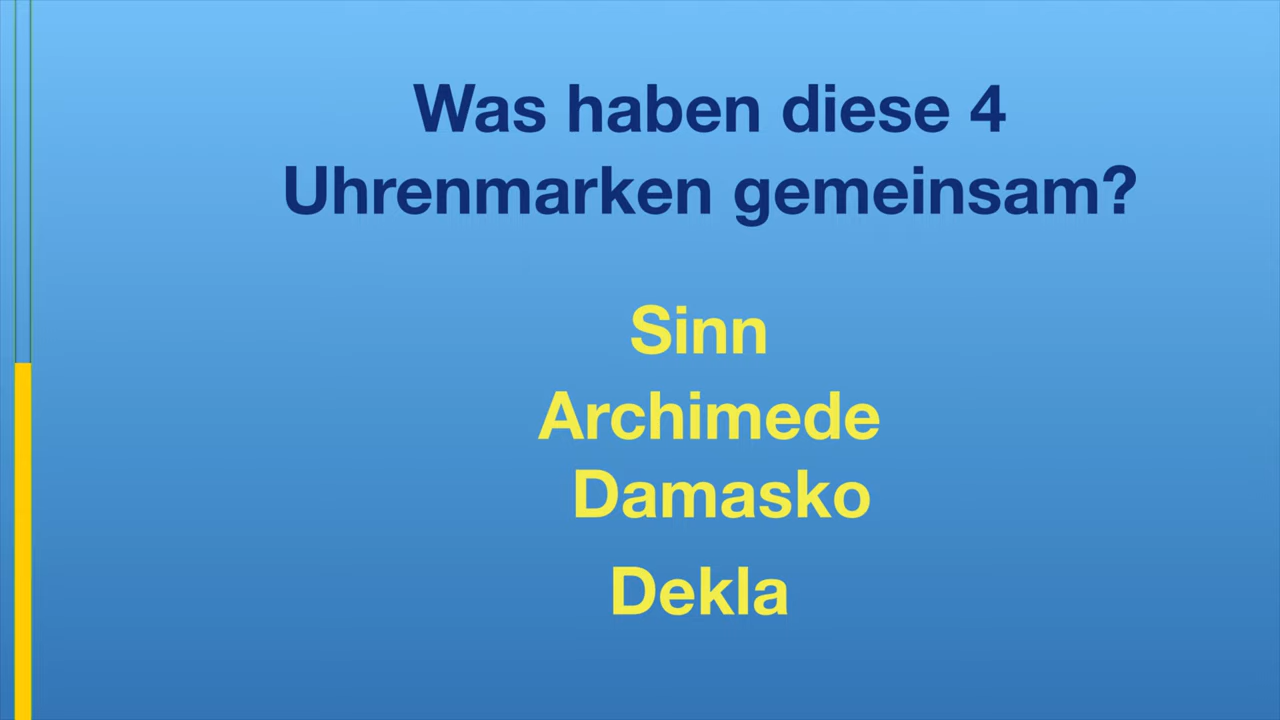 Was haben diese 4
Uhrenmarken gemeinsam?
Sinn
Archimede
Damasko
Dekla